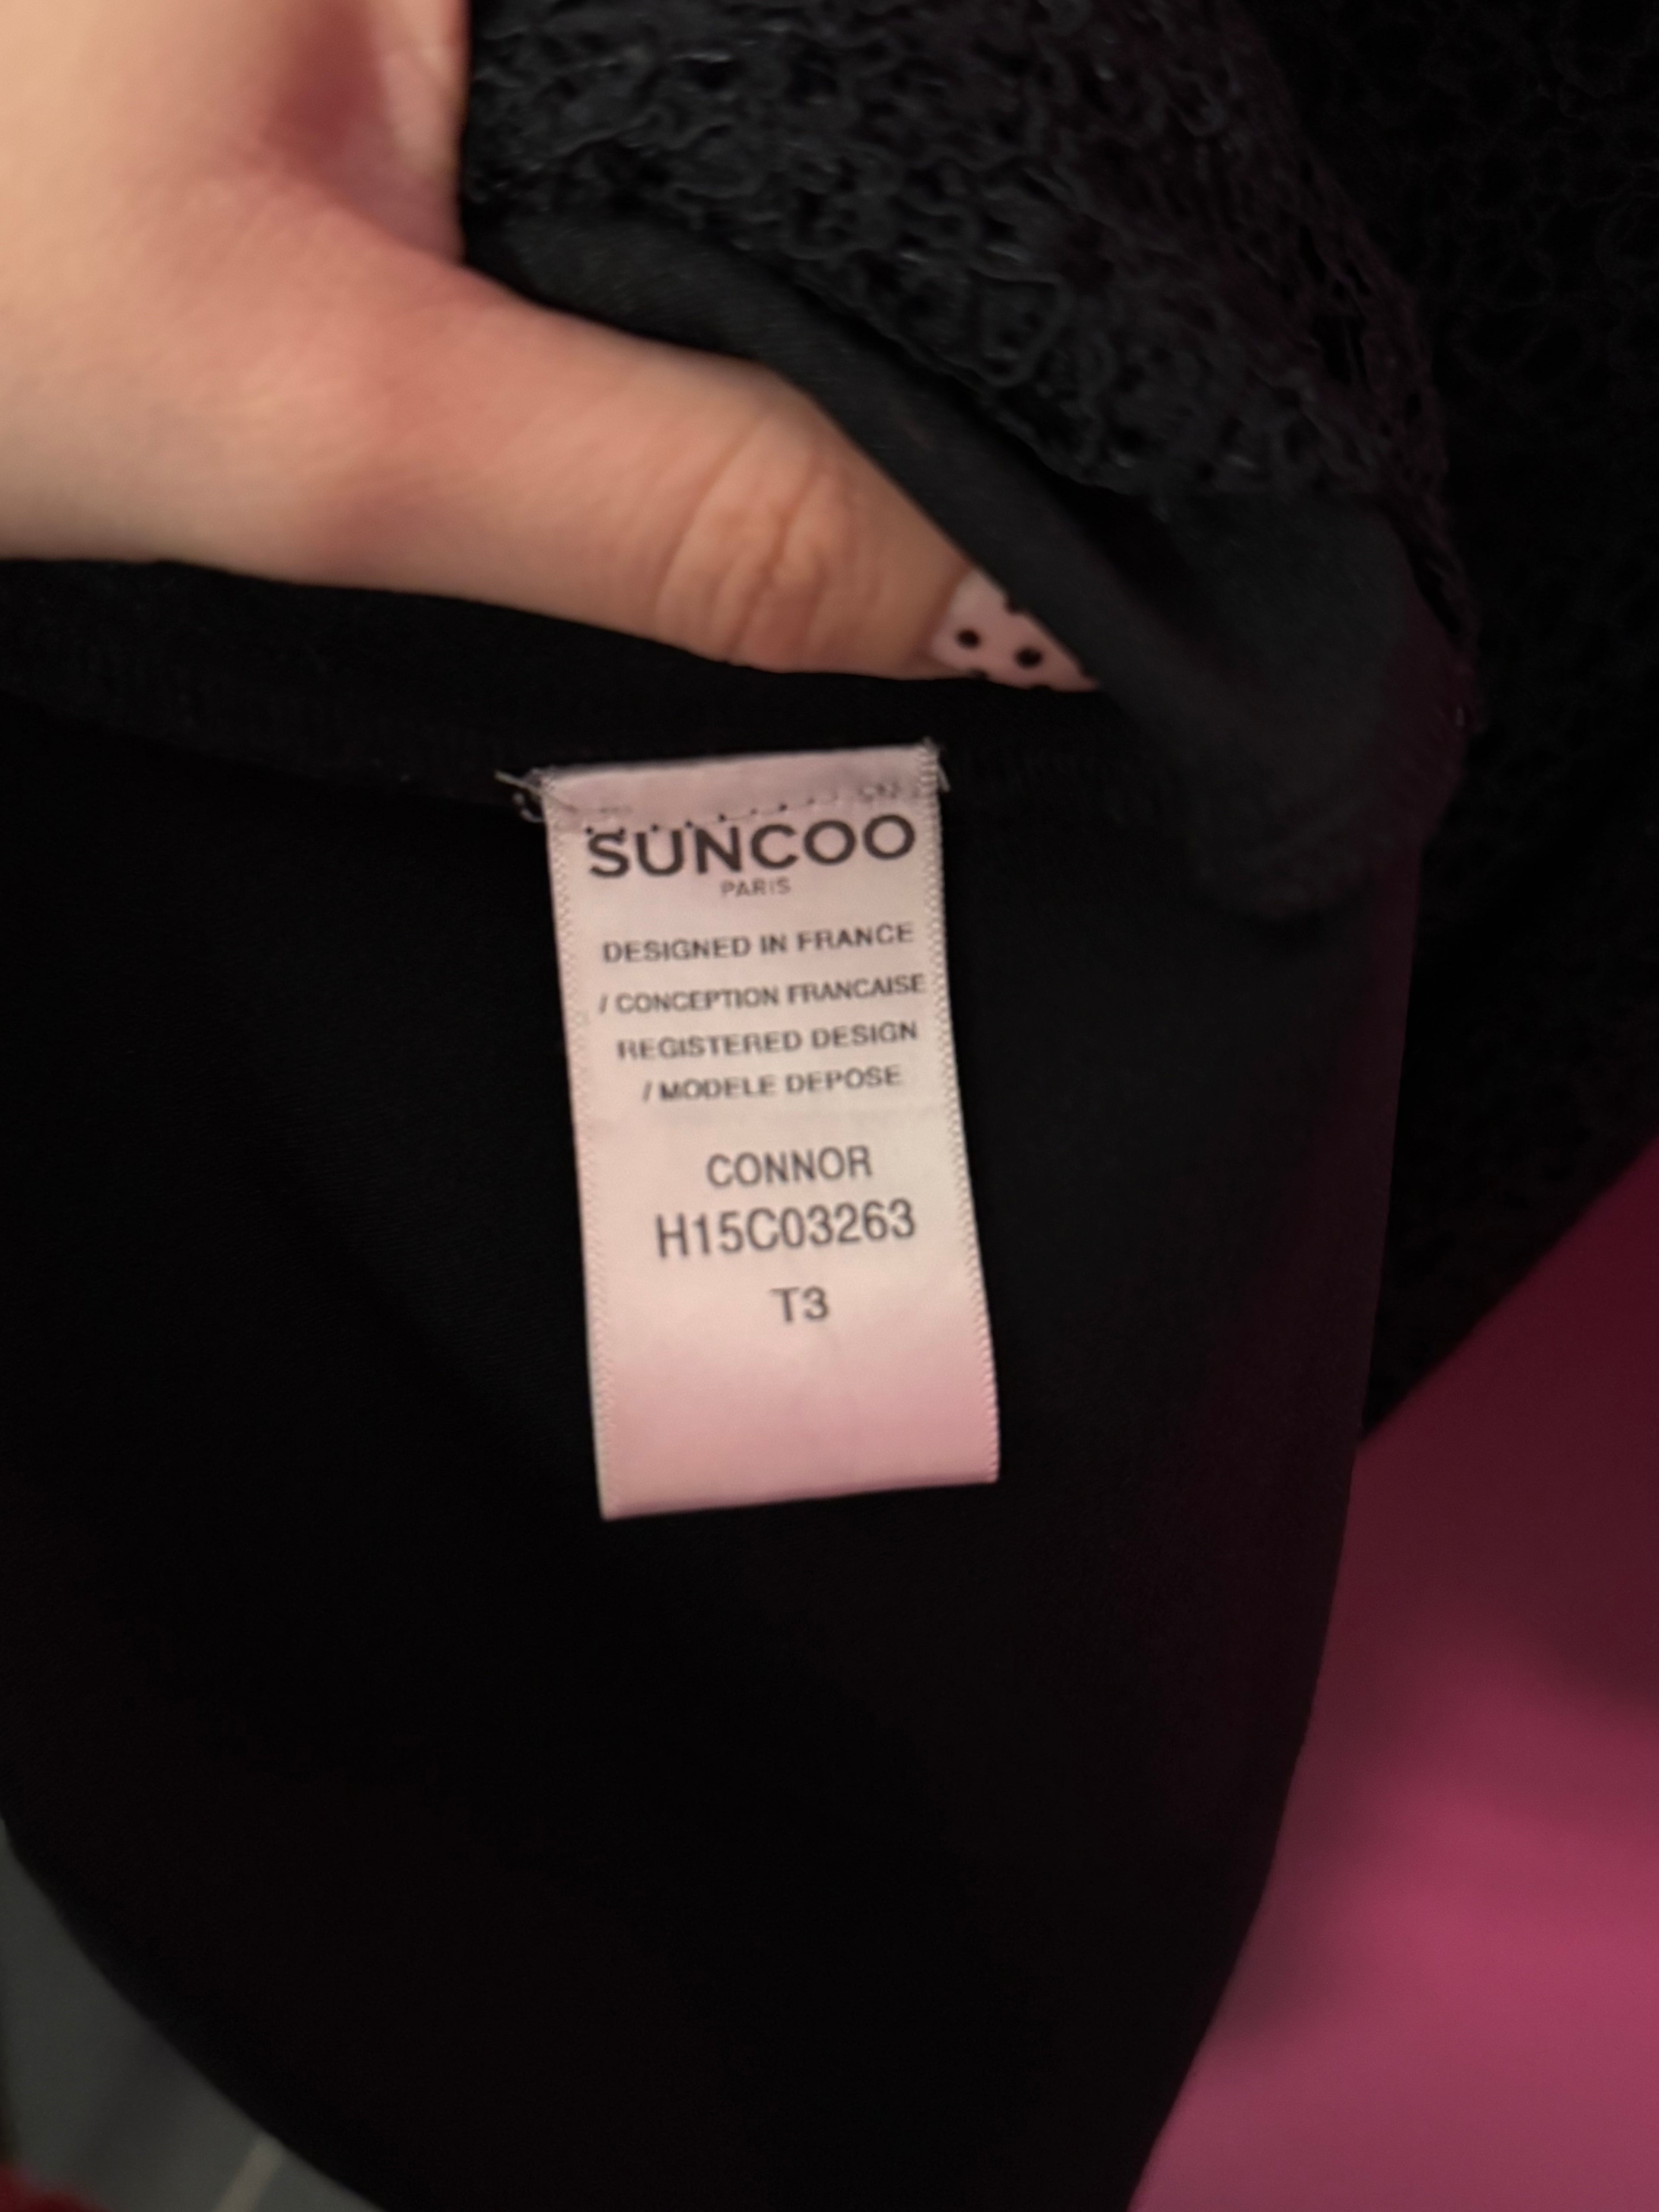 SUNCOO
PARIS
DESIGNED IN FRANCE
/ CONCEPTION FRANCAISE
REGISTERED DESIGN
/ MODELE DEPOSE
CONNOR
H15C03263
T3